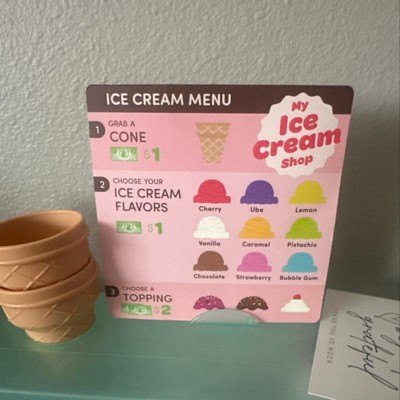 ICE CREAM MENU
My
Ice
Cream
Shop
1
GRAB A
CONE
$1
2
CHOOSE YOUR
ICE CREAM
FLAVORS
$1
Cherry
Ube
Lemon
Vanilla
Caramel
Pistachio
Chocolate
Strawberry
Bubble Gum
3
CHOOSE A
TOPPING
$2
grateful